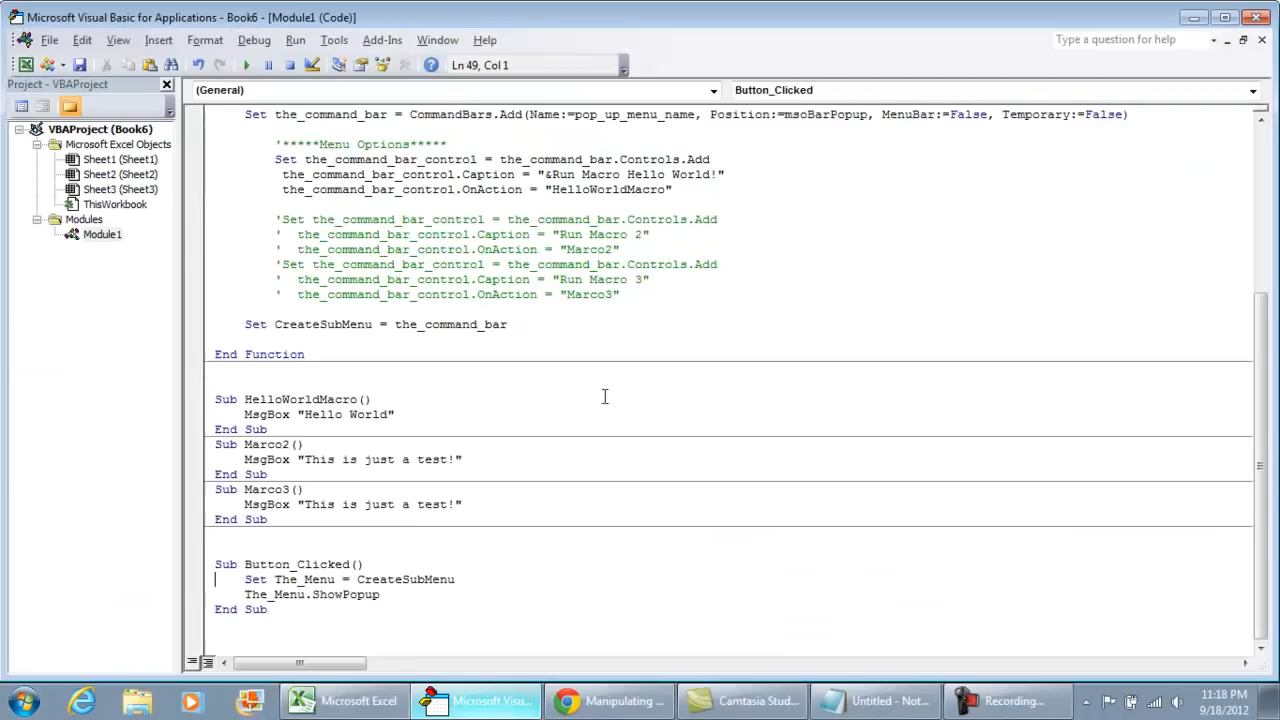 Microsoft Visual Basic for Applications - Book6 - [Module1 (Code)]
File Edit View Insert Format Debug Run Tools Add-Ins Window Help
Type a question for help
Ln 49, Col 1
Project - VBAProject
(General)
Button_Clicked
VBAProject (Book6)
Microsoft Excel Objects
Sheet1 (Sheet1)
Sheet2 (Sheet2)
Sheet3 (Sheet3)
ThisWorkbook
Modules
Module1
Set the_command_bar = CommandBars.Add(Name:=pop_up_menu_name, Position:=msoBarPopup, MenuBar:=False, Temporary:=False)
'*****Menu Options*****
Set the_command_bar_control = the_command_bar.Controls.Add
the_command_bar_control.Caption = "&Run Macro Hello World!"
the_command_bar_control.OnAction = "HelloWorldMacro"
'Set the_command_bar_control = the_command_bar.Controls.Add
' the_command_bar_control.Caption = "Run Macro 2"
' the_command_bar_control.OnAction = "Marco2"
'Set the_command_bar_control = the_command_bar.Controls.Add
' the_command_bar_control.Caption = "Run Macro 3"
' the_command_bar_control.OnAction = "Marco3"
Set CreateSubMenu = the_command_bar
End Function
Sub HelloWorldMacro()
MsgBox "Hello World"
End Sub
Sub Marco2()
MsgBox "This is just a test!"
End Sub
Sub Marco3()
MsgBox "This is just a test!"
End Sub
Sub Button_Clicked()
Set The_Menu = CreateSubMenu
The_Menu.ShowPopup
End Sub
Microsoft Excel
Microsoft Visu...
Manipulating ...
Camtasia Stud...
Untitled - Not...
Recording...
11:18 PM
9/18/2012